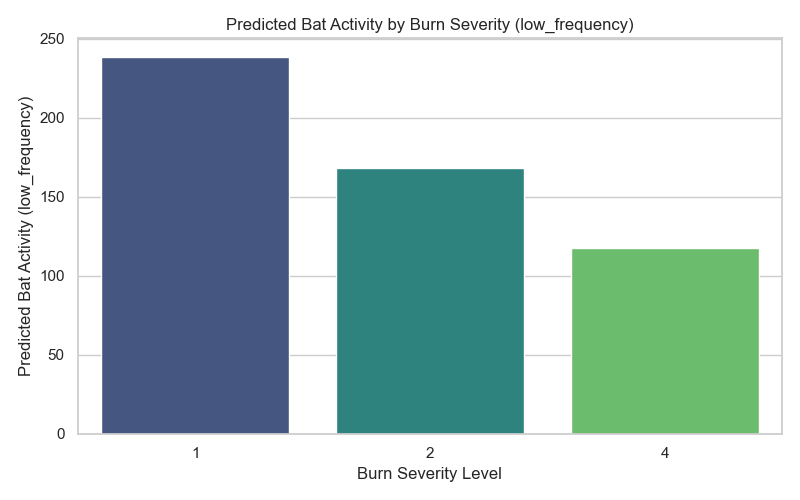 Predicted Bat Activity by Burn Severity (low_frequency)
Predicted Bat Activity (low_frequency)
250
200
150
100
50
0
1 2 4
Burn Severity Level